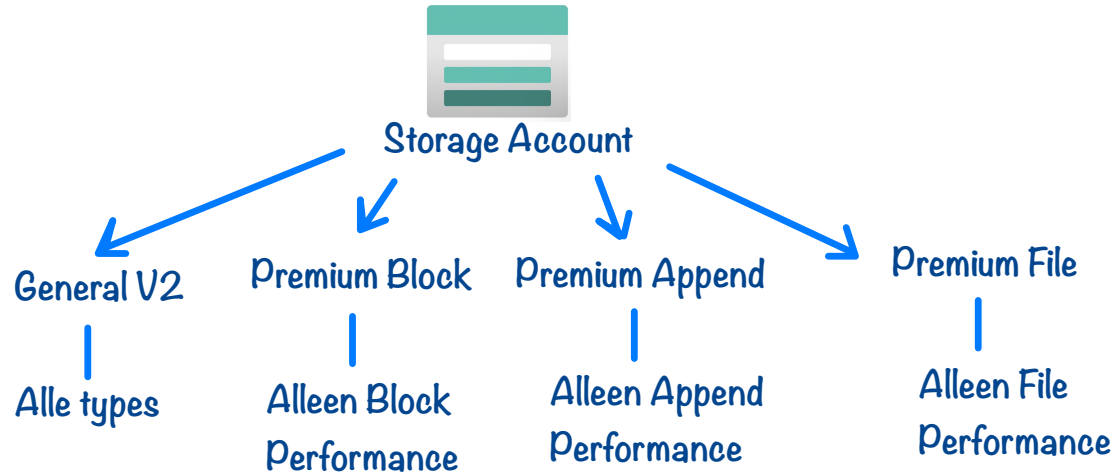 Storage Account
General V2
Premium Block
Premium Append
Premium File
Alle types
Alleen Block
Performance
Alleen Append
Performance
Alleen File
Performance